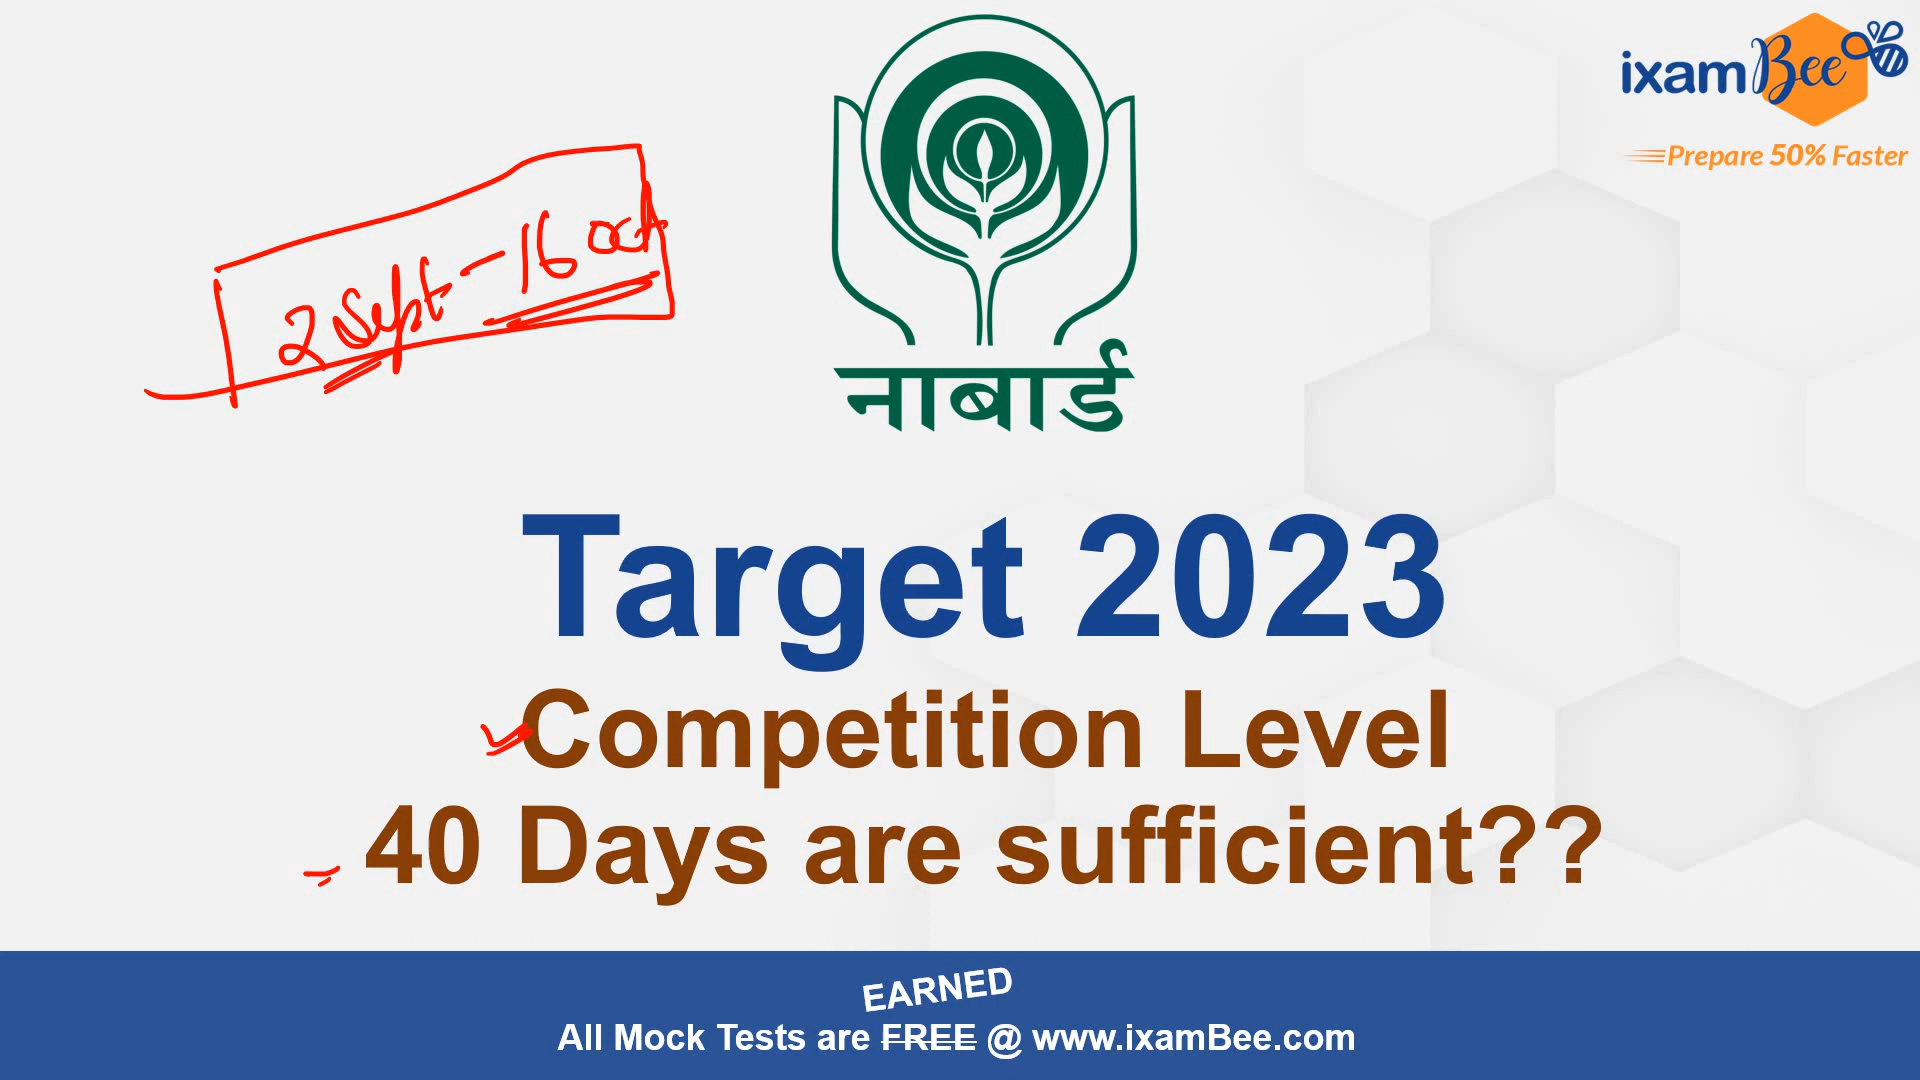 ixamBee
Prepare 50% Faster
2 Sept - 16 Oct
नाबार्ड
Target 2023
Competition Level
40 Days are sufficient??
EARNED
All Mock Tests are FREE @ www.ixamBee.com